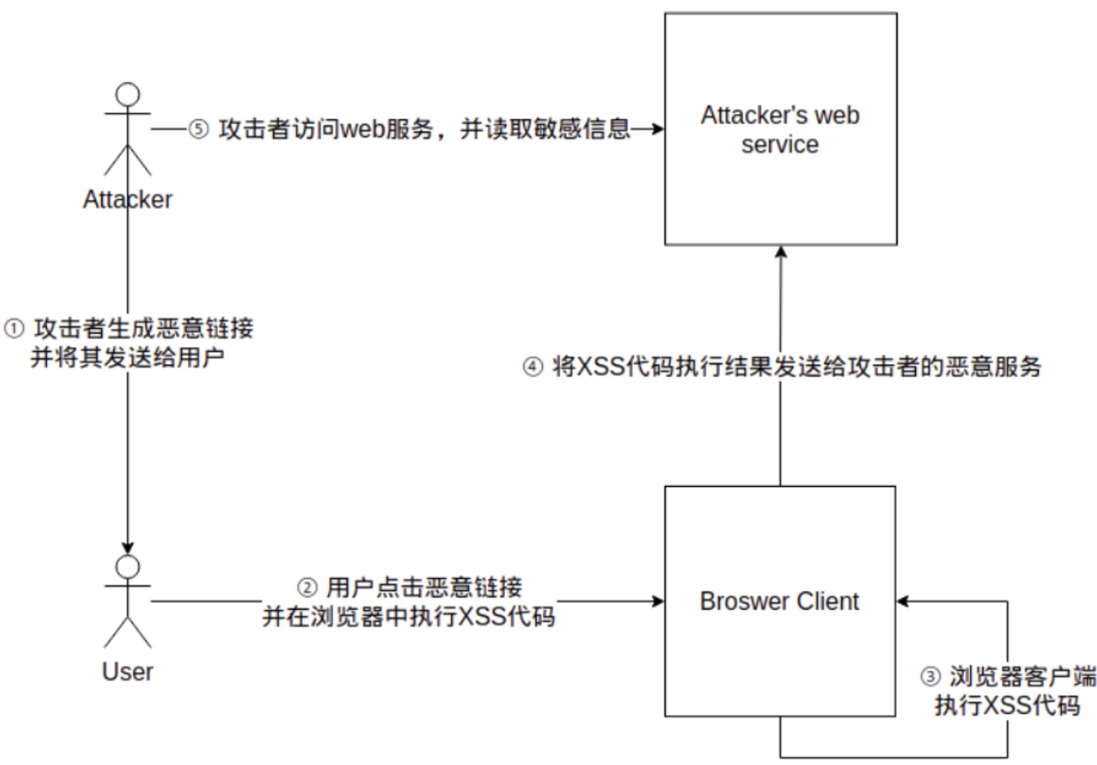 ⑤ 攻击者访问web服务，并读取敏感信息
Attacker's web
service
Attacker
① 攻击者生成恶意链接
并将其发送给用户
④ 将XSS代码执行结果发送给攻击者的恶意服务
② 用户点击恶意链接
并在浏览器中执行XSS代码
Broswer Client
User
③ 浏览器客户端
执行XSS代码